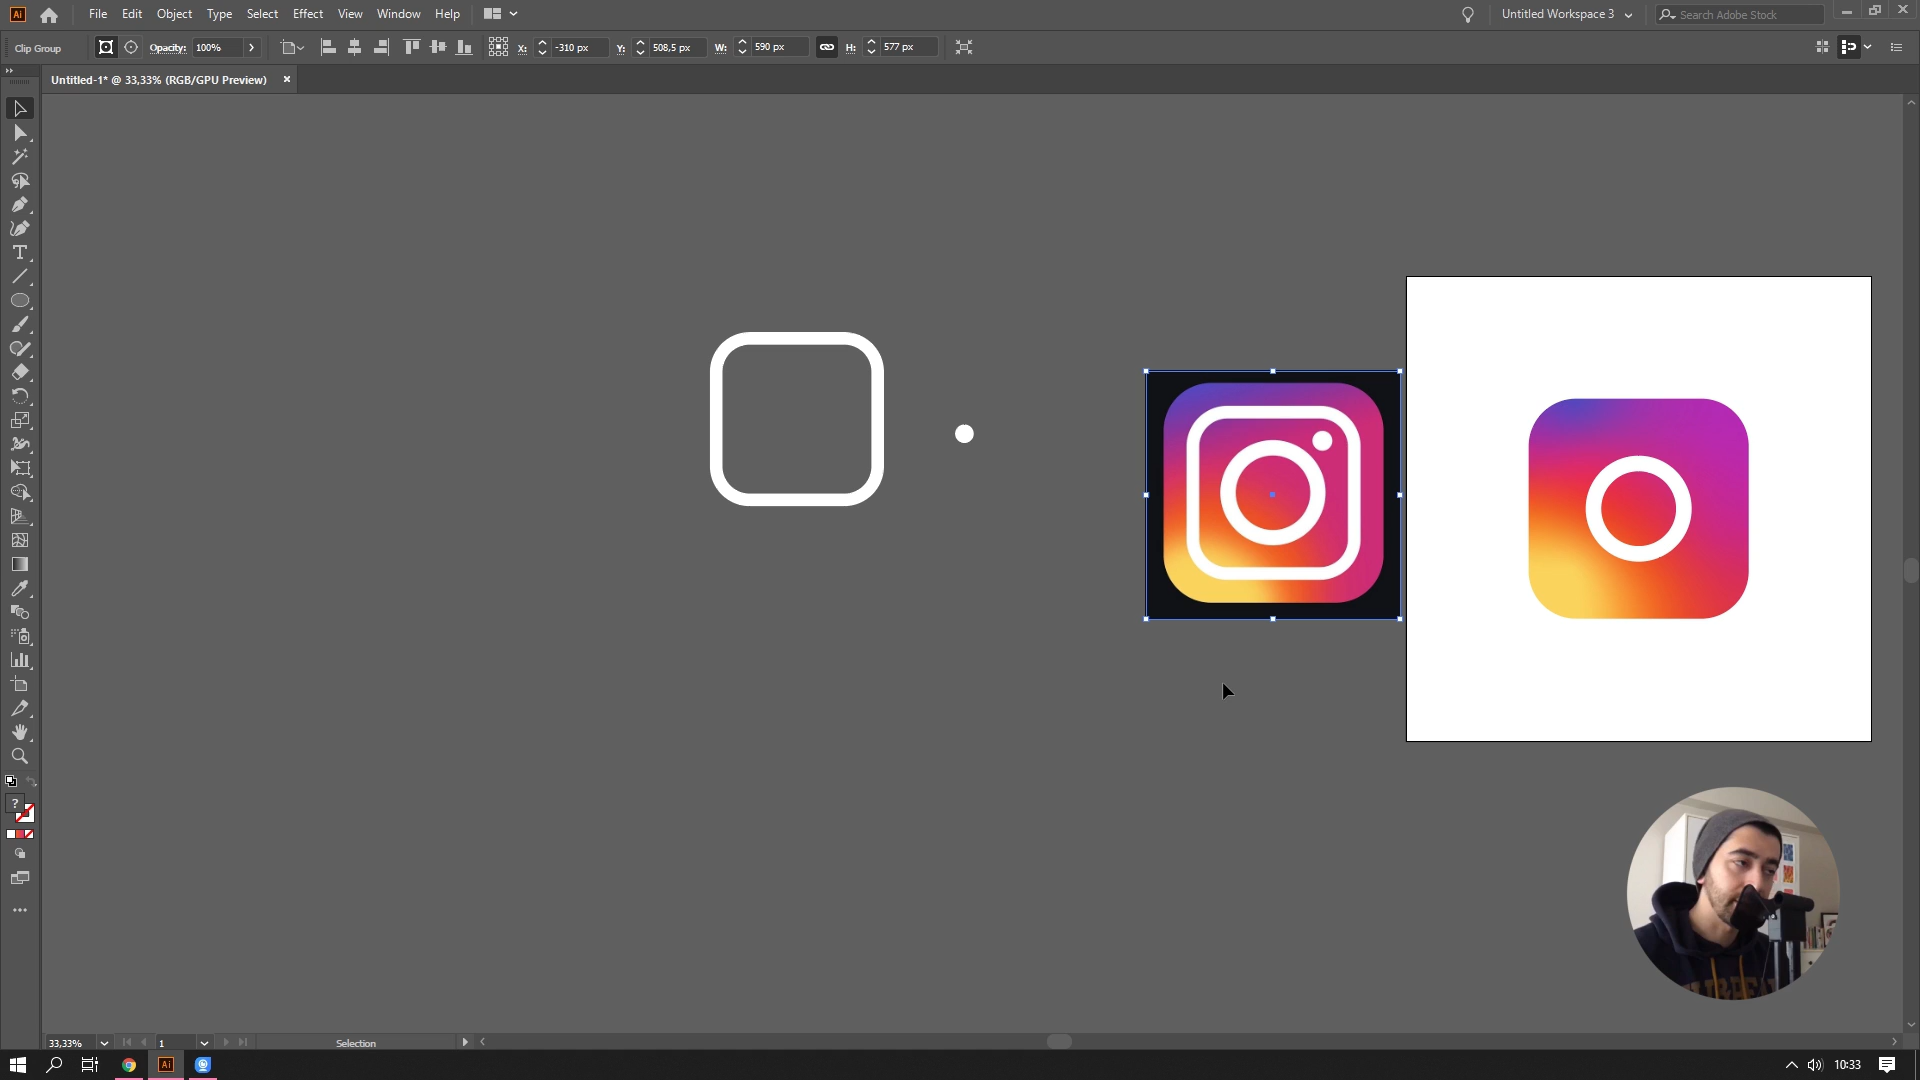 Ai File Edit Object Type Select Effect View Window Help Untitled Workspace 3 Search Adobe Stock
Clip Group Opacity: 100% X: -310 px Y: 508,5 px W: 590 px H: 577 px
Untitled-1* @ 33,33% (RGB/GPU Preview)
T
?
33,33% 1 Selection
Ai 10:33